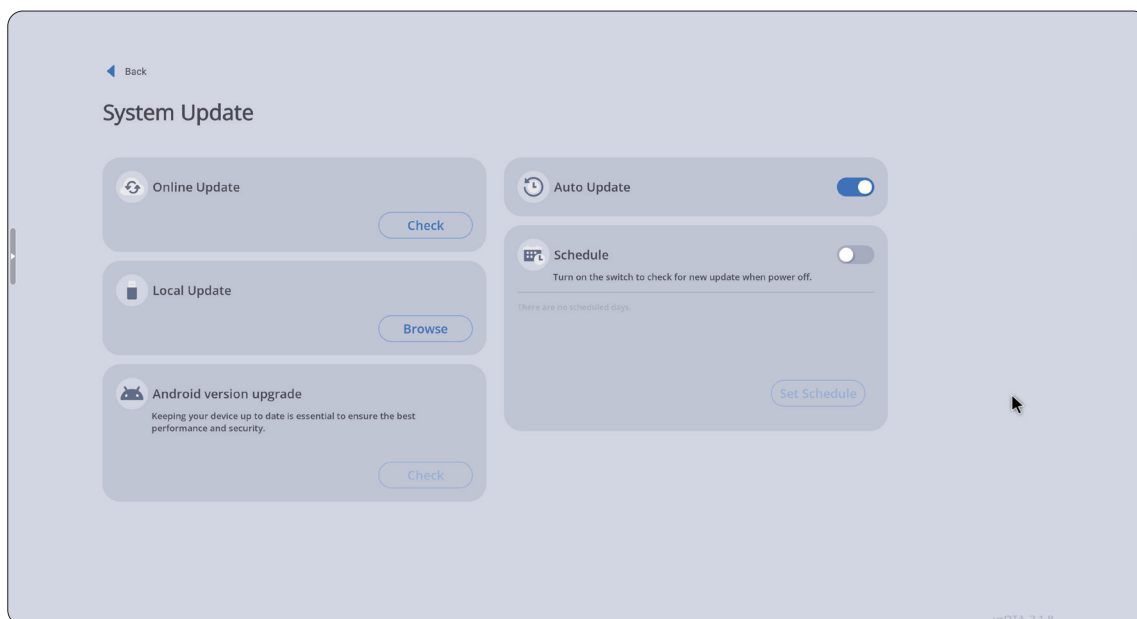 Back
System Update
Online Update
Check
Local Update
Browse
Android version upgrade
Keeping your device up to date is essential to ensure the best
performance and security.
Check
Auto Update
Schedule
Turn on the switch to check for new update when power off.
There are no scheduled days.
Set Schedule